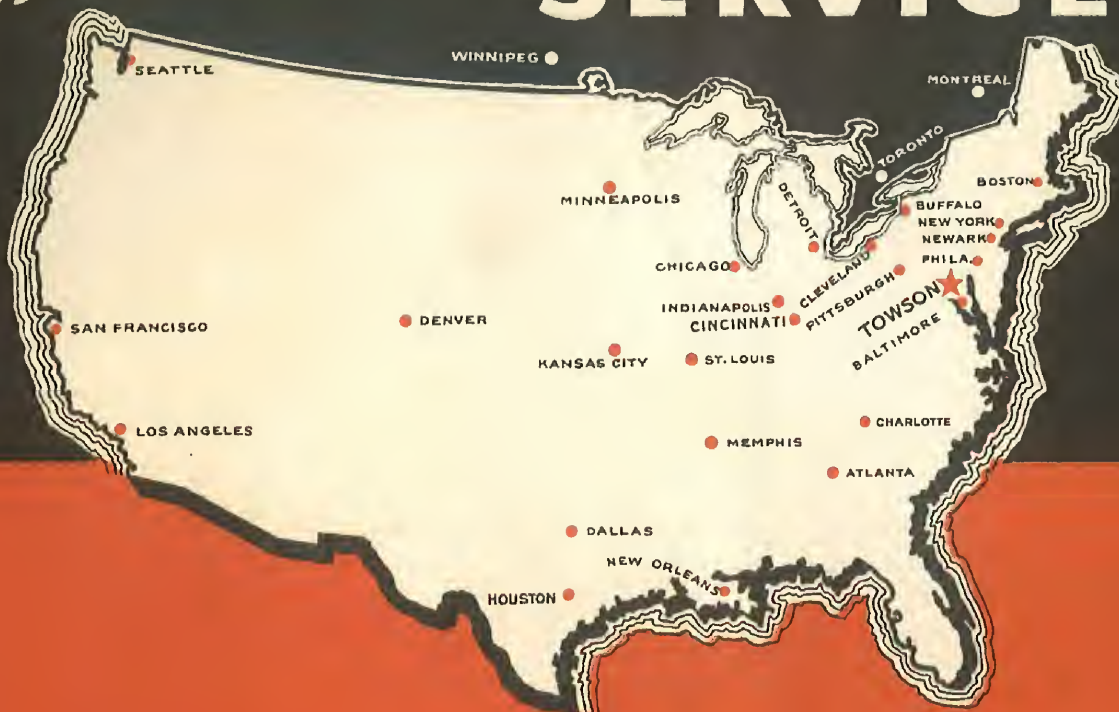 SERVICE
WINNIPEG
SEATTLE
MONTREAL
TORONTO
BOSTON
MINNEAPOLIS
DETROIT
BUFFALO
NEW YORK
NEWARK
PHILA.
CHICAGO
CLEVELAND
PITTSBURGH
INDIANAPOLIS
CINCINNATI
TOWSON
BALTIMORE
SAN FRANCISCO
DENVER
KANSAS CITY
ST. LOUIS
LOS ANGELES
CHARLOTTE
MEMPHIS
ATLANTA
DALLAS
NEW ORLEANS
HOUSTON